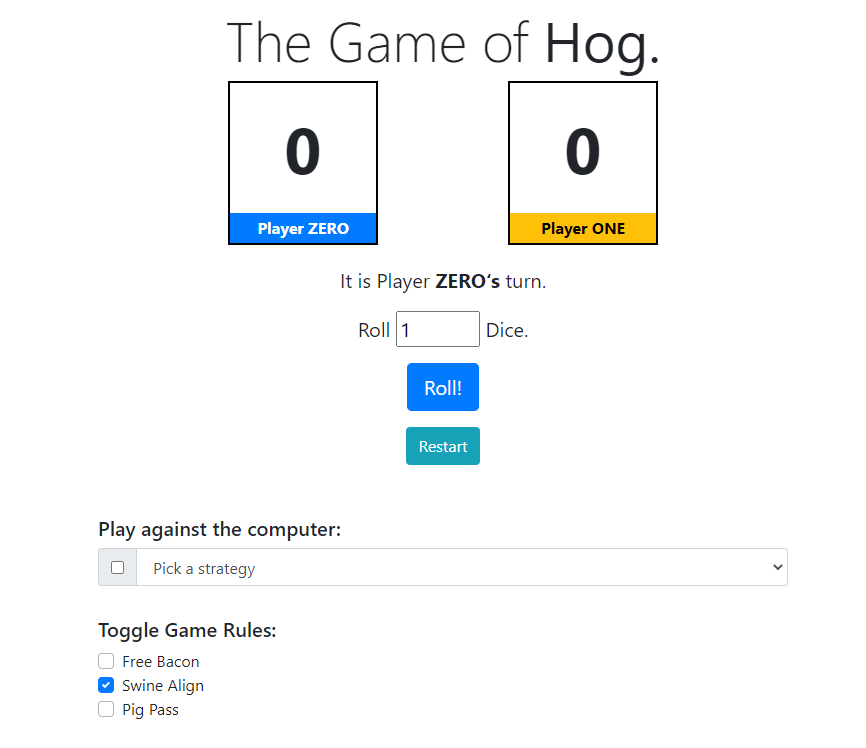 The Game of Hog.
0 0
Player ZERO Player ONE
It is Player ZERO‘s turn.
Roll 1 Dice.
Roll!
Restart
Play against the computer:
Pick a strategy
Toggle Game Rules:
Free Bacon
Swine Align
Pig Pass